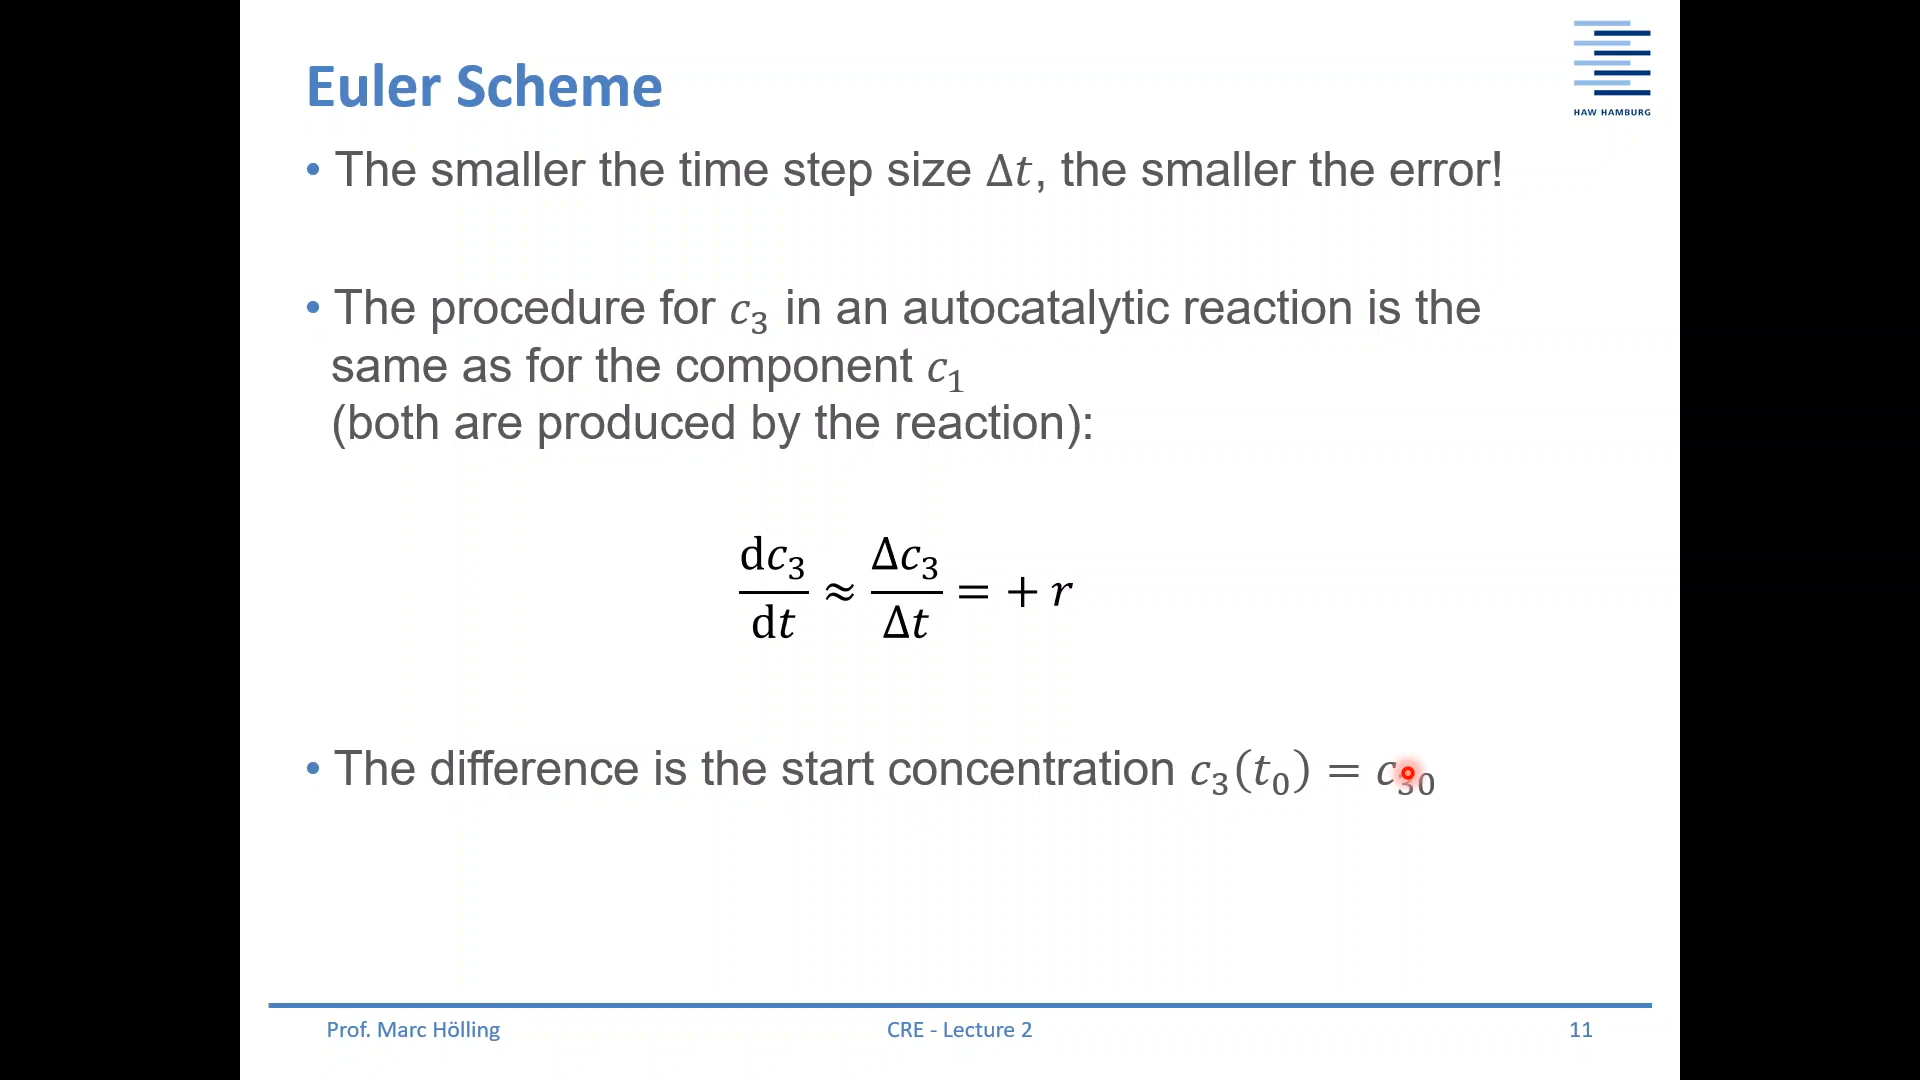 HAW HAMBURG
Euler Scheme
• The smaller the time step size Δt, the smaller the error!
• The procedure for c₃ in an autocatalytic reaction is the
same as for the component c₁
(both are produced by the reaction):
dc₃/dt ≈ Δc₃/Δt = + r
• The difference is the start concentration c₃(t₀) = c₃₀
Prof. Marc Hölling
CRE - Lecture 2
11